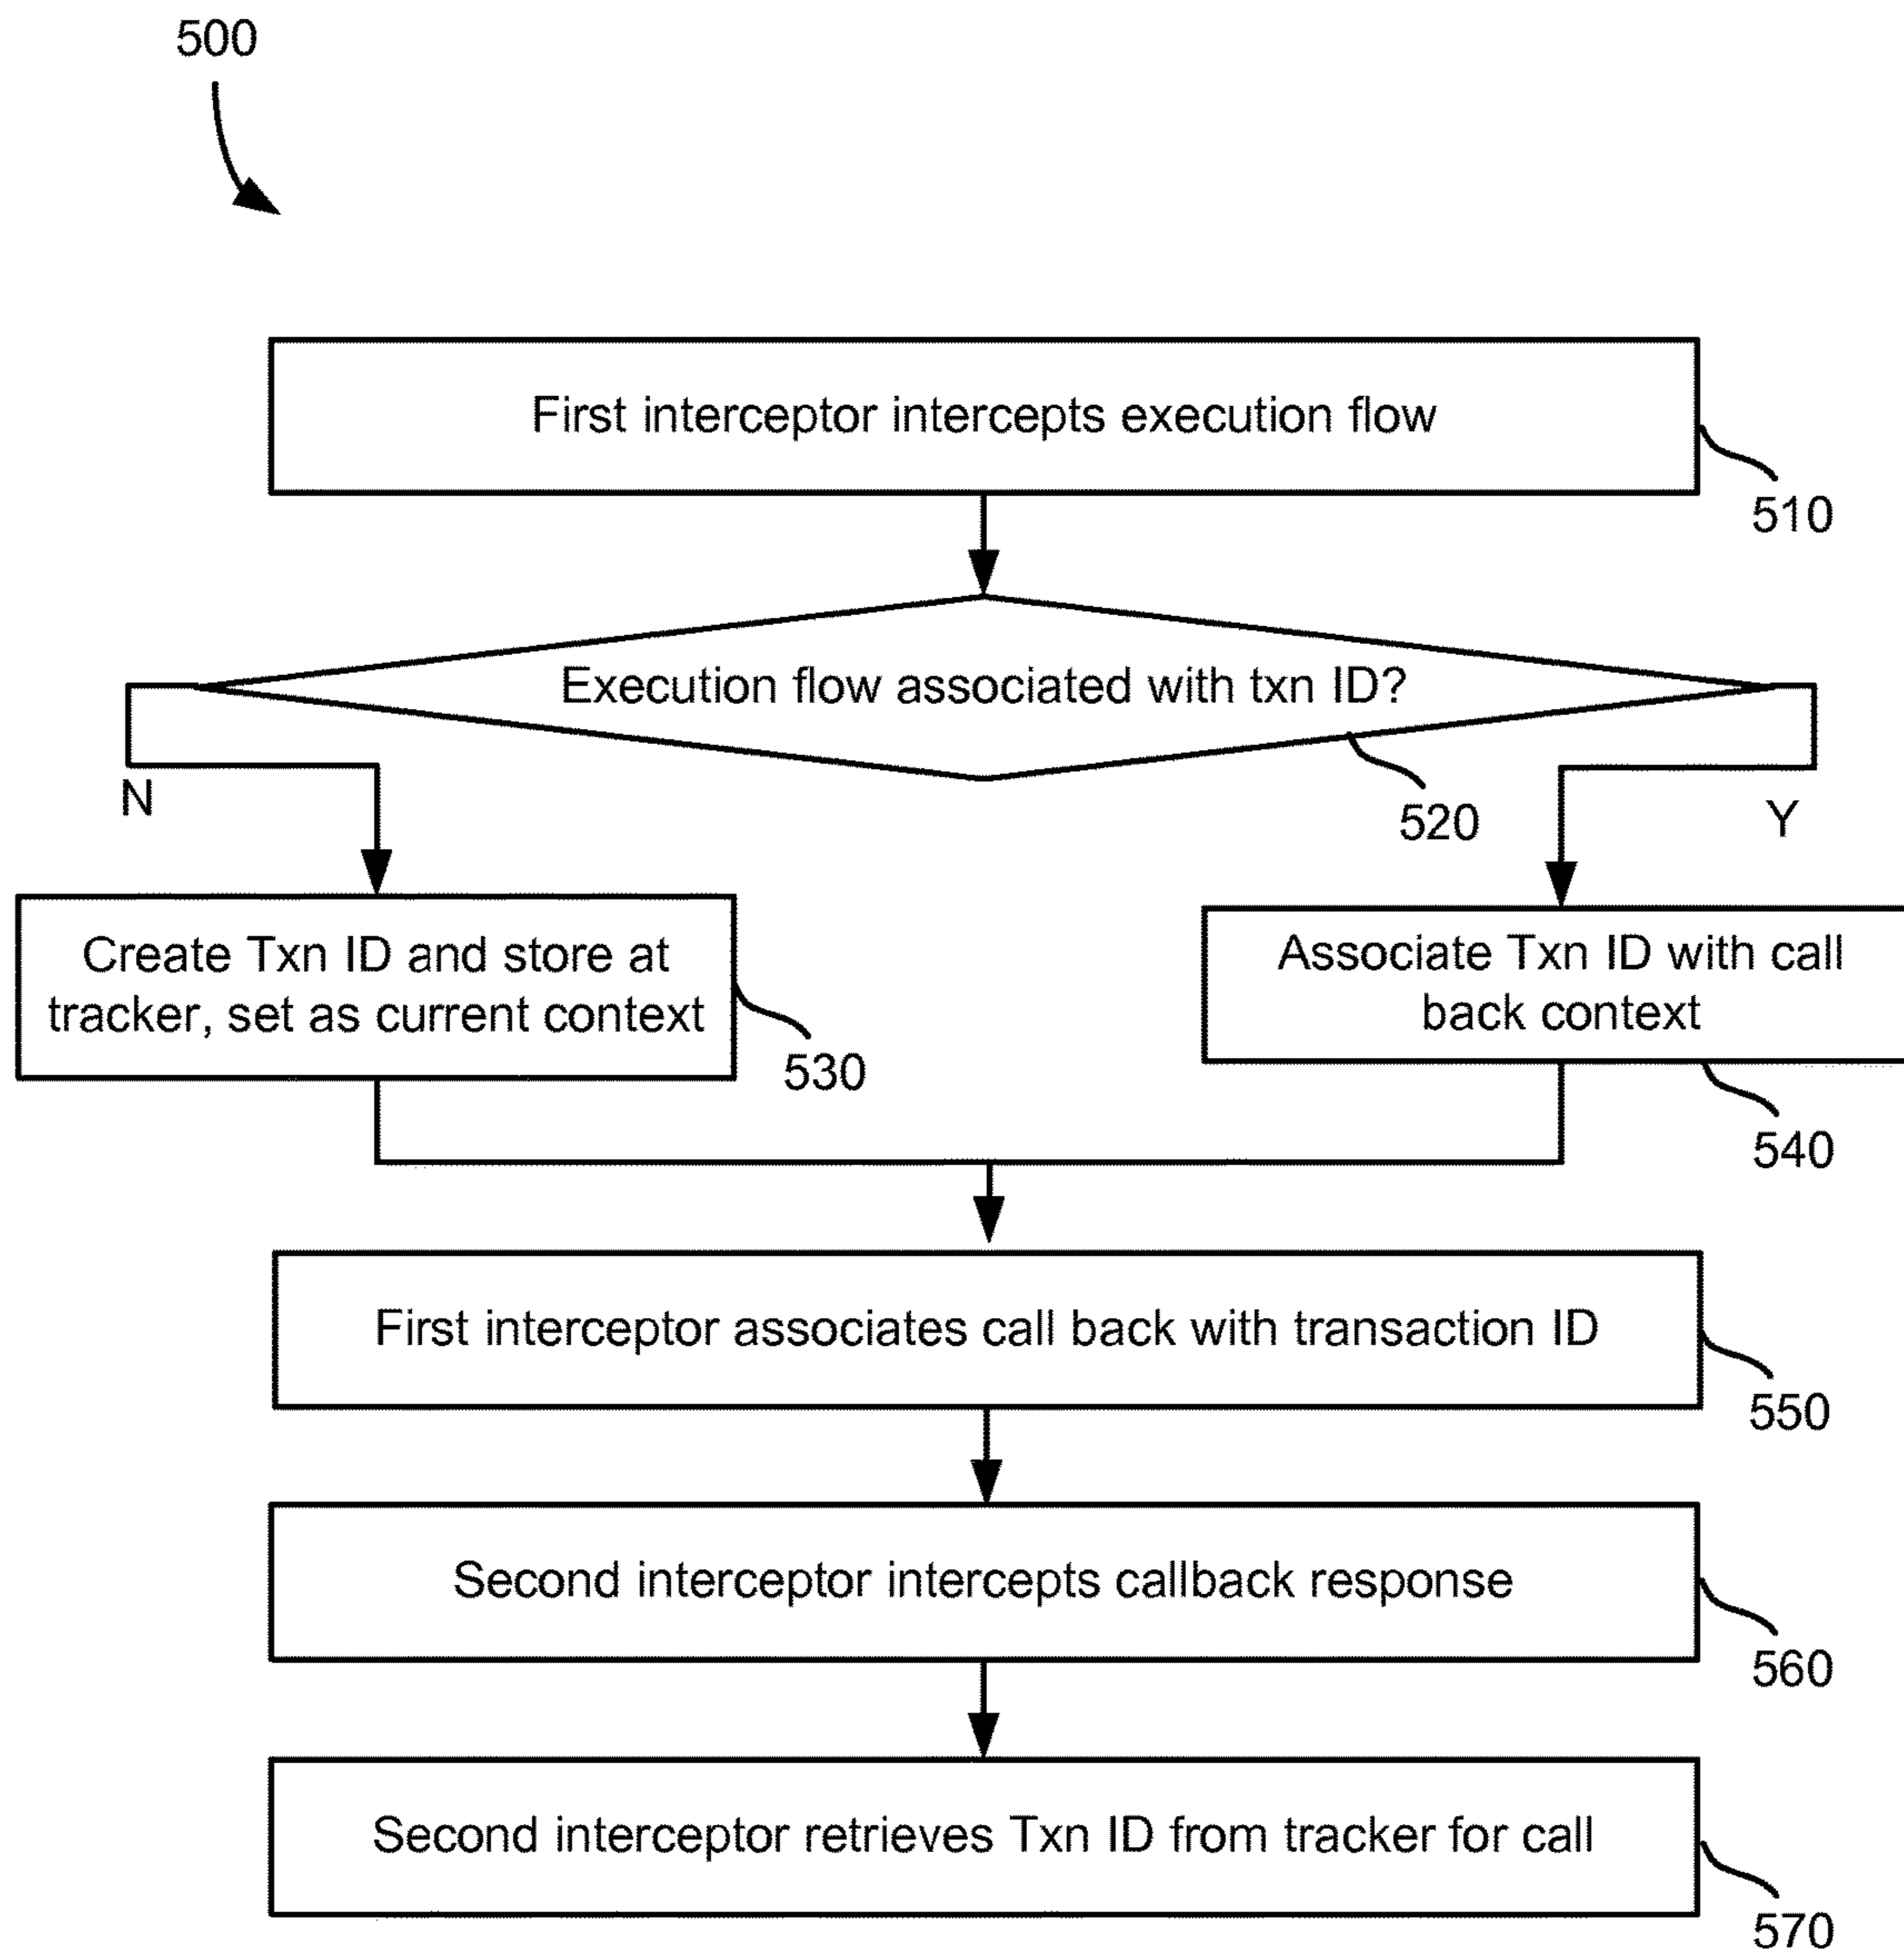 500
First interceptor intercepts execution flow
510
Execution flow associated with txn ID?
520
N
Y
Create Txn ID and store at
tracker, set as current context
530
Associate Txn ID with call
back context
540
First interceptor associates call back with transaction ID
550
Second interceptor intercepts callback response
560
Second interceptor retrieves Txn ID from tracker for call
570